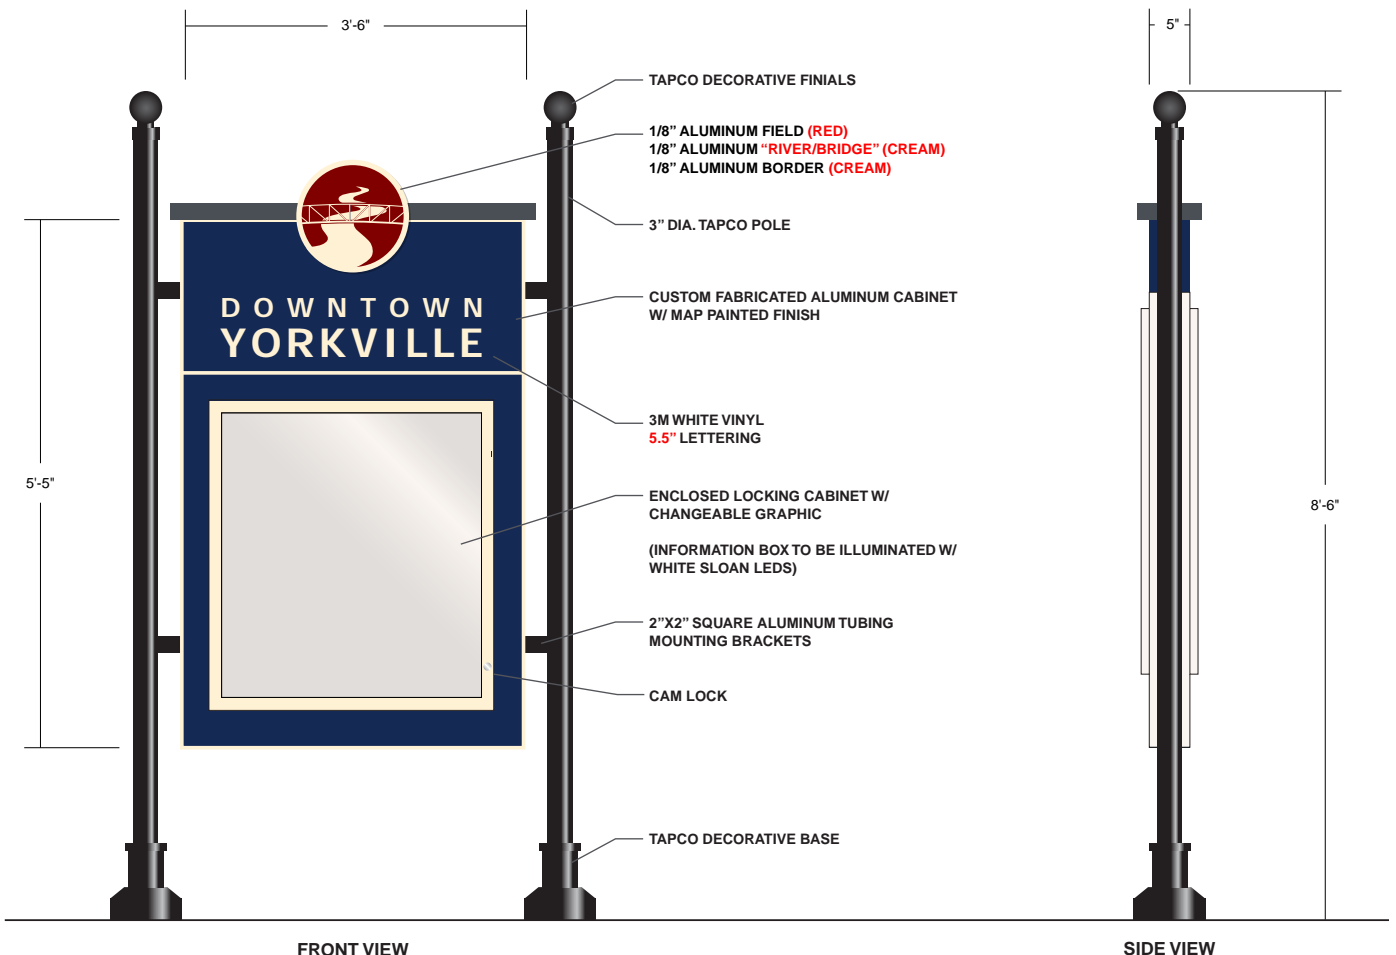 3'-6"
5"
TAPCO DECORATIVE FINIALS
1/8” ALUMINUM FIELD (RED)
1/8” ALUMINUM “RIVER/BRIDGE” (CREAM)
1/8” ALUMINUM BORDER (CREAM)
3” DIA. TAPCO POLE
CUSTOM FABRICATED ALUMINUM CABINET
W/ MAP PAINTED FINISH
DOWNTOWN
YORKVILLE
3M WHITE VINYL
5.5” LETTERING
5'-5"
ENCLOSED LOCKING CABINET W/
CHANGEABLE GRAPHIC
8'-6"
(INFORMATION BOX TO BE ILLUMINATED W/
WHITE SLOAN LEDS)
2”X2” SQUARE ALUMINUM TUBING
MOUNTING BRACKETS
CAM LOCK
TAPCO DECORATIVE BASE
FRONT VIEW
SIDE VIEW